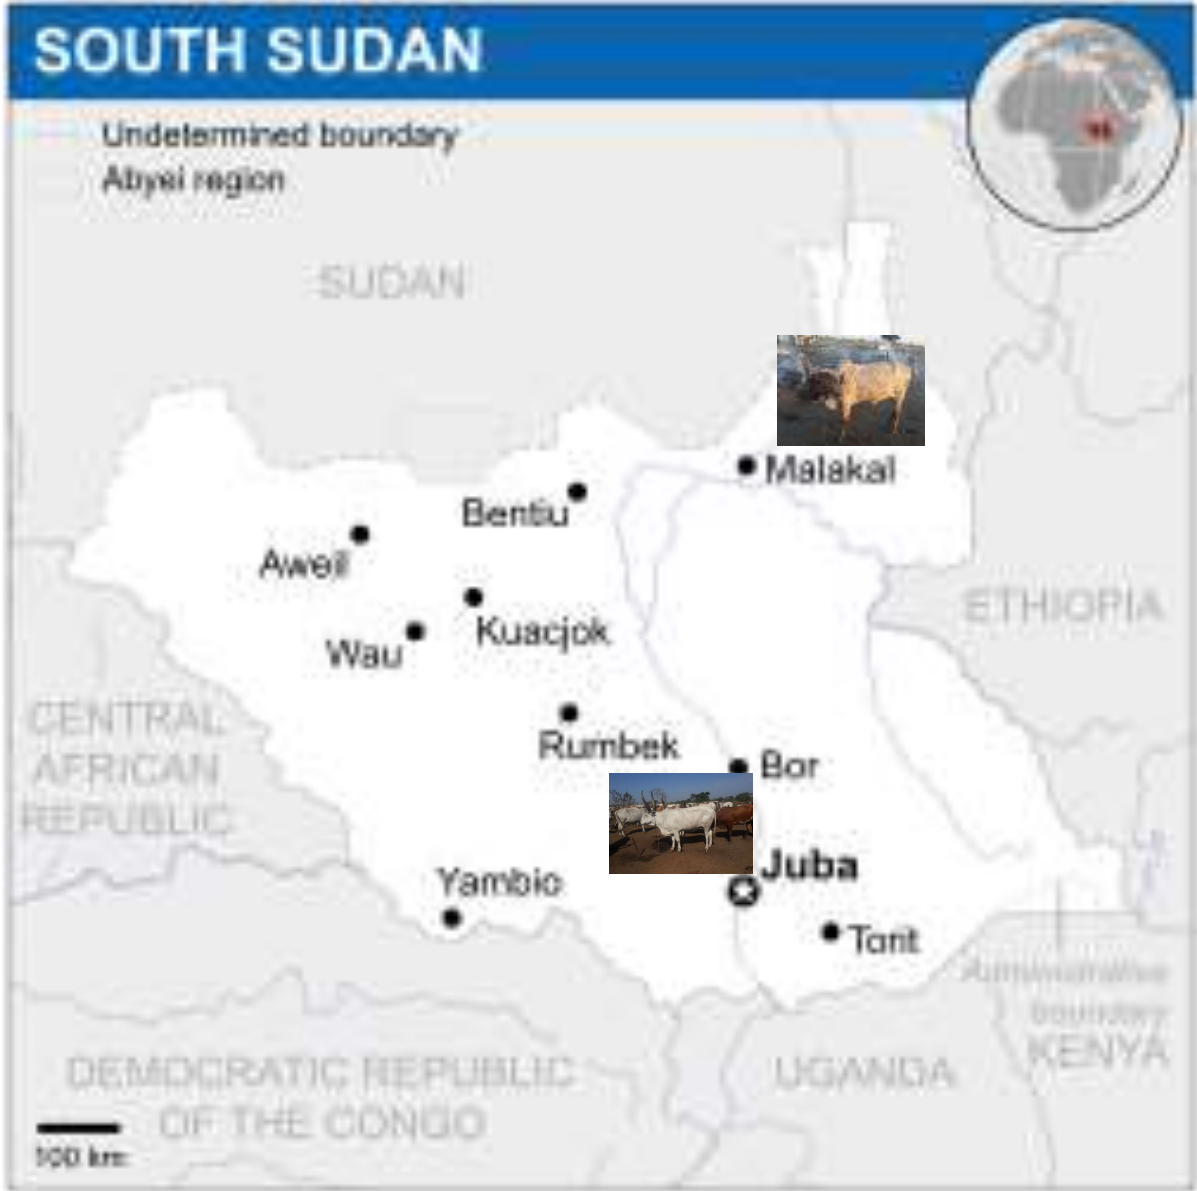 SOUTH SUDAN
Undetermined boundary
Abyei region
SUDAN
Malakal
Bentiu
Aweil
ETHIOPIA
Kuacjok
Wau
CENTRAL
AFRICAN
REPUBLIC
Rumbek
Bor
Juba
Yambio
Torit
Administrative
boundary
KENYA
DEMOCRATIC REPUBLIC
OF THE CONGO
UGANDA
100 km